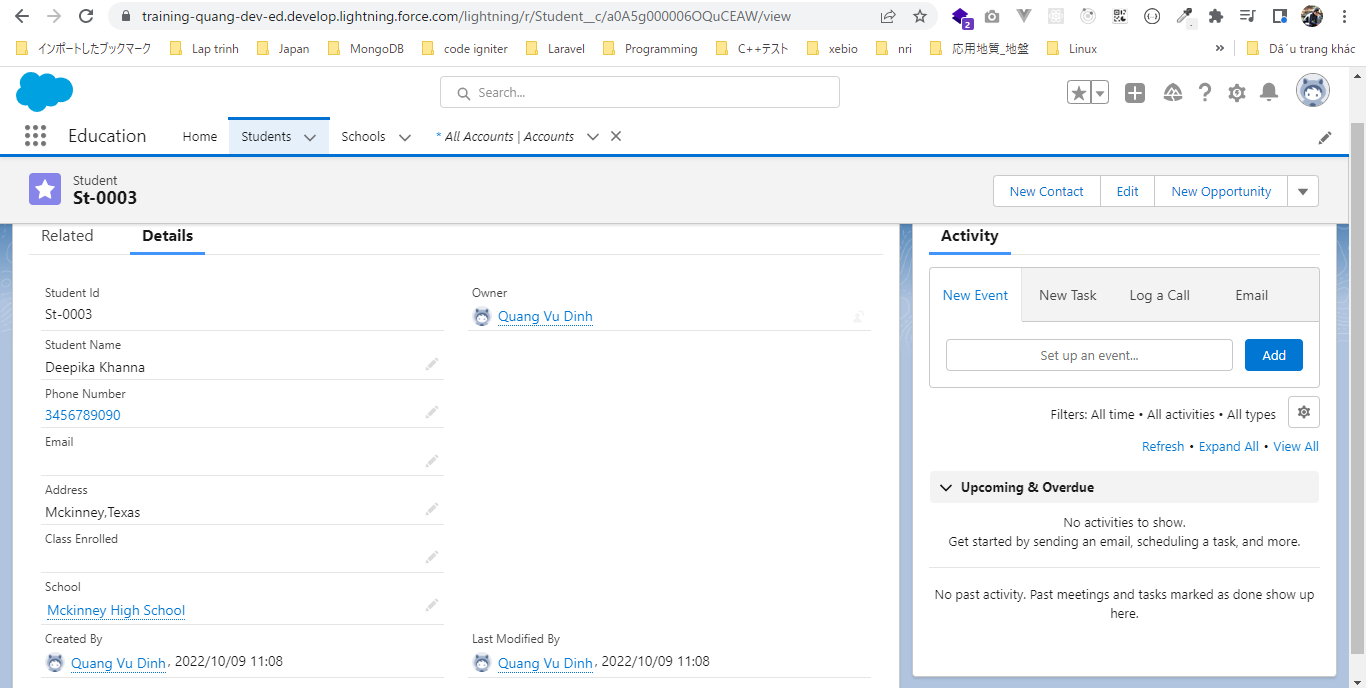 training-quang-dev-ed.develop.lightning.force.com/lightning/r/Student__c/a0A5g000006OQuCEAW/view
2
インポートしたブックマーク Lap trinh Japan MongoDB code igniter Laravel Programming C++テスト xebio nri 応用地質_地盤 Linux » Dấu trang khác
Search...
Education Home Students Schools * All Accounts | Accounts
Student
St-0003
New Contact Edit New Opportunity
Related Details
Activity
Student Id
St-0003
Owner
Quang Vu Dinh
Student Name
Deepika Khanna
Phone Number
3456789090
Email
Address
Mckinney,Texas
Class Enrolled
School
Mckinney High School
Created By
Quang Vu Dinh, 2022/10/09 11:08
Last Modified By
Quang Vu Dinh, 2022/10/09 11:08
New Event New Task Log a Call Email
Set up an event... Add
Filters: All time • All activities • All types
Refresh • Expand All • View All
Upcoming & Overdue
No activities to show.
Get started by sending an email, scheduling a task, and more.
No past activity. Past meetings and tasks marked as done show up
here.